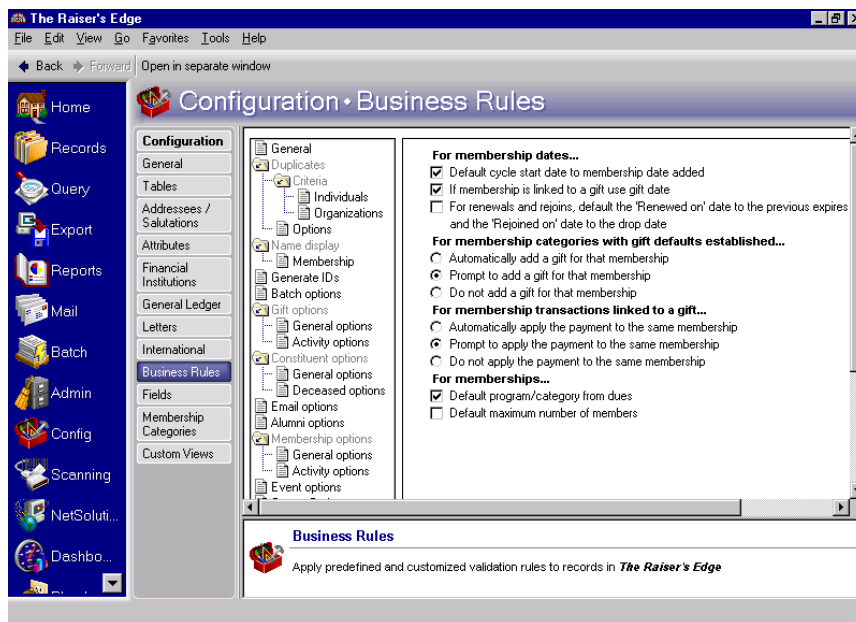 The Raiser's Edge
File Edit View Go Favorites Tools Help
Back Forward Open in separate window
Configuration • Business Rules
Home
Records
Query
Export
Reports
Mail
Batch
Admin
Config
Scanning
NetSoluti...
Dashbo...
Configuration
General
Tables
Addressees /
Salutations
Attributes
Financial
Institutions
General Ledger
Letters
International
Business Rules
Fields
Membership
Categories
Custom Views
General
Duplicates
Criteria
Individuals
Organizations
Options
Name display
Membership
Generate IDs
Batch options
Gift options
General options
Activity options
Constituent options
General options
Deceased options
Email options
Alumni options
Membership options
General options
Activity options
Event options
For membership dates...
Default cycle start date to membership date added
If membership is linked to a gift use gift date
For renewals and rejoins, default the 'Renewed on' date to the previous expires
and the 'Rejoined on' date to the drop date
For membership categories with gift defaults established...
Automatically add a gift for that membership
Prompt to add a gift for that membership
Do not add a gift for that membership
For membership transactions linked to a gift...
Automatically apply the payment to the same membership
Prompt to apply the payment to the same membership
Do not apply the payment to the same membership
For memberships...
Default program/category from dues
Default maximum number of members
Business Rules
Apply predefined and customized validation rules to records in The Raiser's Edge